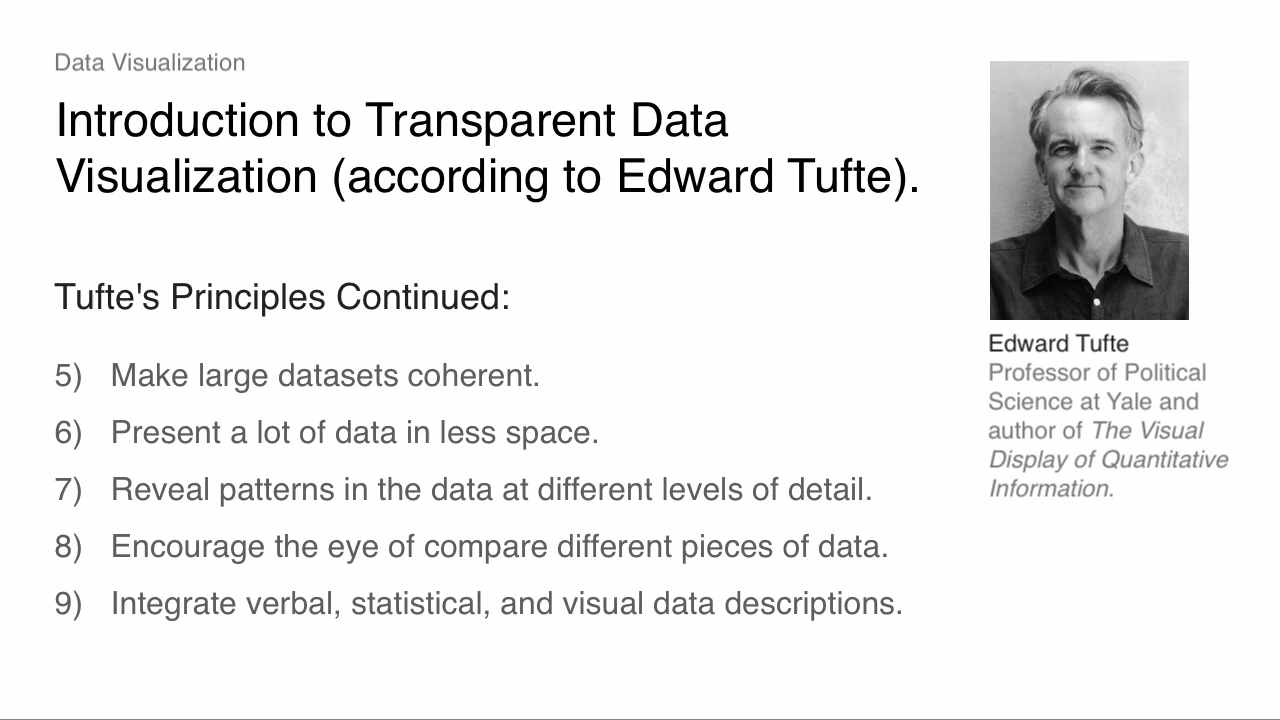 Data Visualization
Introduction to Transparent Data
Visualization (according to Edward Tufte).
Tufte's Principles Continued:
5) Make large datasets coherent.
6) Present a lot of data in less space.
7) Reveal patterns in the data at different levels of detail.
8) Encourage the eye of compare different pieces of data.
9) Integrate verbal, statistical, and visual data descriptions.
Edward Tufte
Professor of Political
Science at Yale and
author of The Visual
Display of Quantitative
Information.